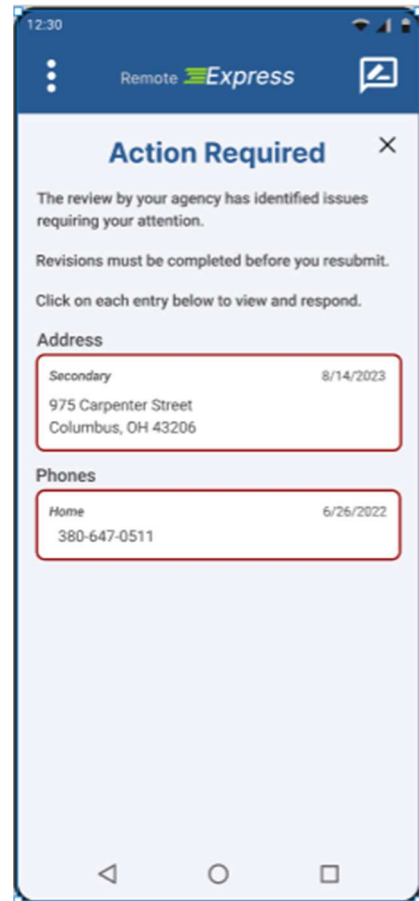 12:30
Remote Express
Action Required
The review by your agency has identified issues
requiring your attention.
Revisions must be completed before you resubmit.
Click on each entry below to view and respond.
Address
Secondary 8/14/2023
975 Carpenter Street
Columbus, OH 43206
Phones
Home 6/26/2022
380-647-0511